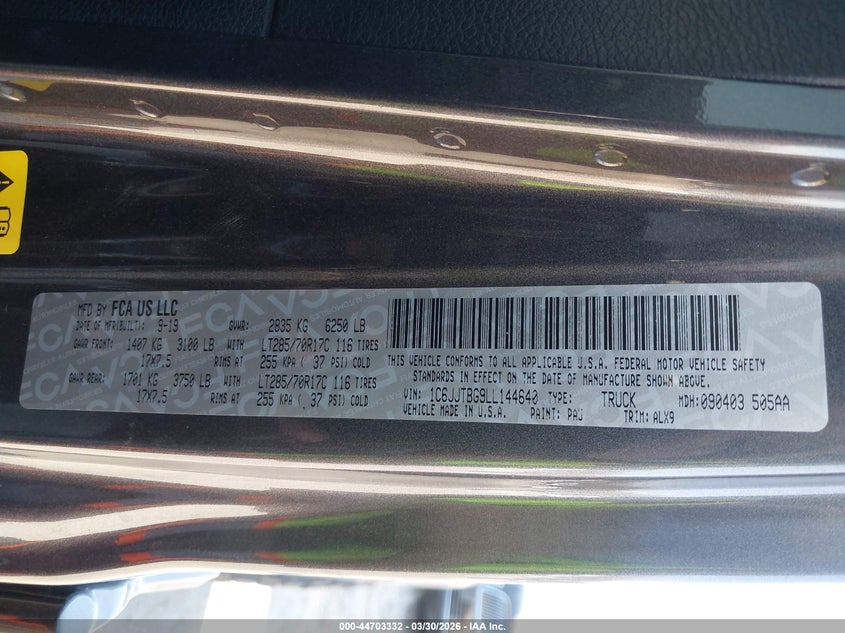 MFD BY FCA US LLC
DATE OF MFR(BUILT): 9-19 GVWR: 2835 KG 6250 LB
GAWR FRONT: 1407 KG 3100 LB WITH LT285/70R17C 116 TIRES
17X7.5 RIMS AT 255 KPA ( 37 PSI) COLD
GAWR REAR: 1701 KG 3750 LB WITH LT285/70R17C 116 TIRES
17X7.5 RIMS AT 255 KPA ( 37 PSI) COLD
THIS VEHICLE CONFORMS TO ALL APPLICABLE U.S.A. FEDERAL MOTOR VEHICLE SAFETY
STANDARDS IN EFFECT ON THE DATE OF MANUFACTURE SHOWN ABOVE.
VIN: 1C6JJTBG9LL144640 TYPE: TRUCK MDH: 090403 505AA
VEHICLE MADE IN U.S.A. PAINT: PAJ TRIM: ALX9
000-44703332 / 03/30/2026 / IAA Inc.